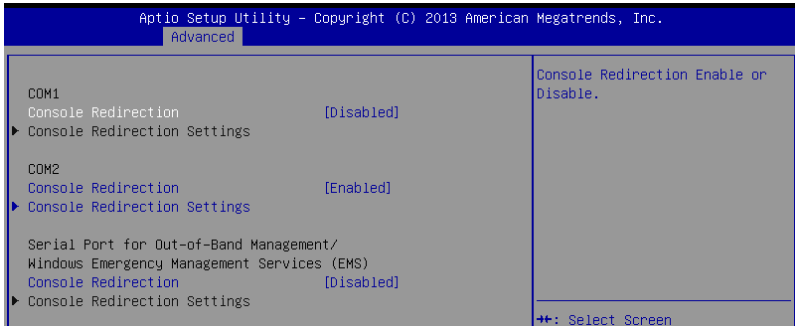 Aptio Setup Utility – Copyright (C) 2013 American Megatrends, Inc.
Advanced
COM1
Console Redirection [Disabled]
▶ Console Redirection Settings
COM2
Console Redirection [Enabled]
▶ Console Redirection Settings
Serial Port for Out-of-Band Management/
Windows Emergency Management Services (EMS)
Console Redirection [Disabled]
▶ Console Redirection Settings
Console Redirection Enable or
Disable.
→←: Select Screen